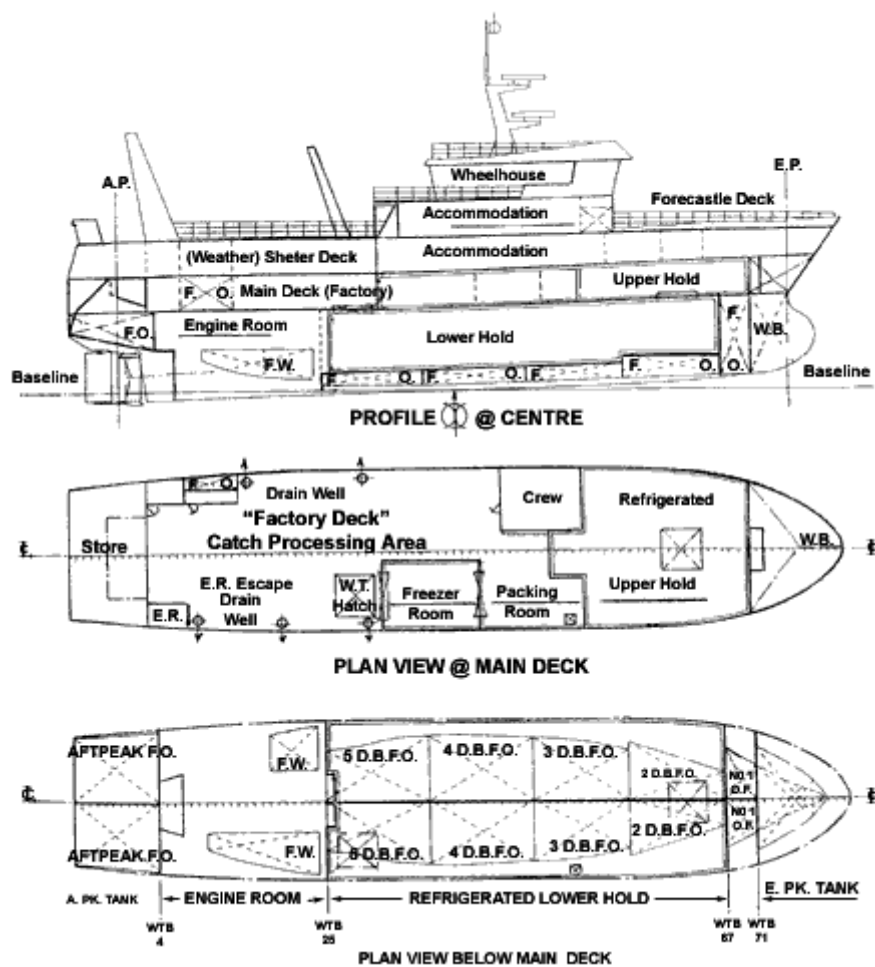 E.P.
A.P.
Wheelhouse
Forecastle Deck
Accommodation
(Weather) Sheter Deck
Accommodation
Upper Hold
F. O.
Main Deck (Factory)
F.O.
Engine Room
Lower Hold
F.
W.B.
F.W.
Baseline
F. O. F. O. F. F. O. O.
Baseline
PROFILE @ CENTRE
F. O.
Drain Well
Crew
Refrigerated
"Factory Deck"
Store
Catch Processing Area
W.B.
E.R. Escape
Drain
Well
W.T.
Hatch
Freezer
Room
Packing
Room
Upper Hold
E.R.
PLAN VIEW @ MAIN DECK
AFTPEAK F.O.
F.W.
5 D.B.F.O.
4 D.B.F.O.
3 D.B.F.O.
2 D.B.F.O.
NO 1
O.F.
NO 1
O.F.
AFTPEAK F.O.
F.W.
5 D.B.F.O.
4 D.B.F.O.
3 D.B.F.O.
2 D.B.F.O.
A. PK. TANK
ENGINE ROOM
REFRIGERATED LOWER HOLD
E. PK. TANK
WTB
4
WTB
25
WTB
67
WTB
71
PLAN VIEW BELOW MAIN DECK